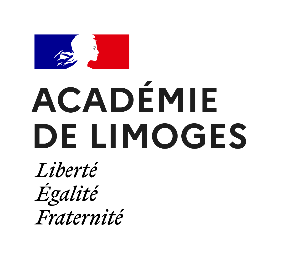 ACADÉMIE
DE LIMOGES
Liberté
Égalité
Fraternité